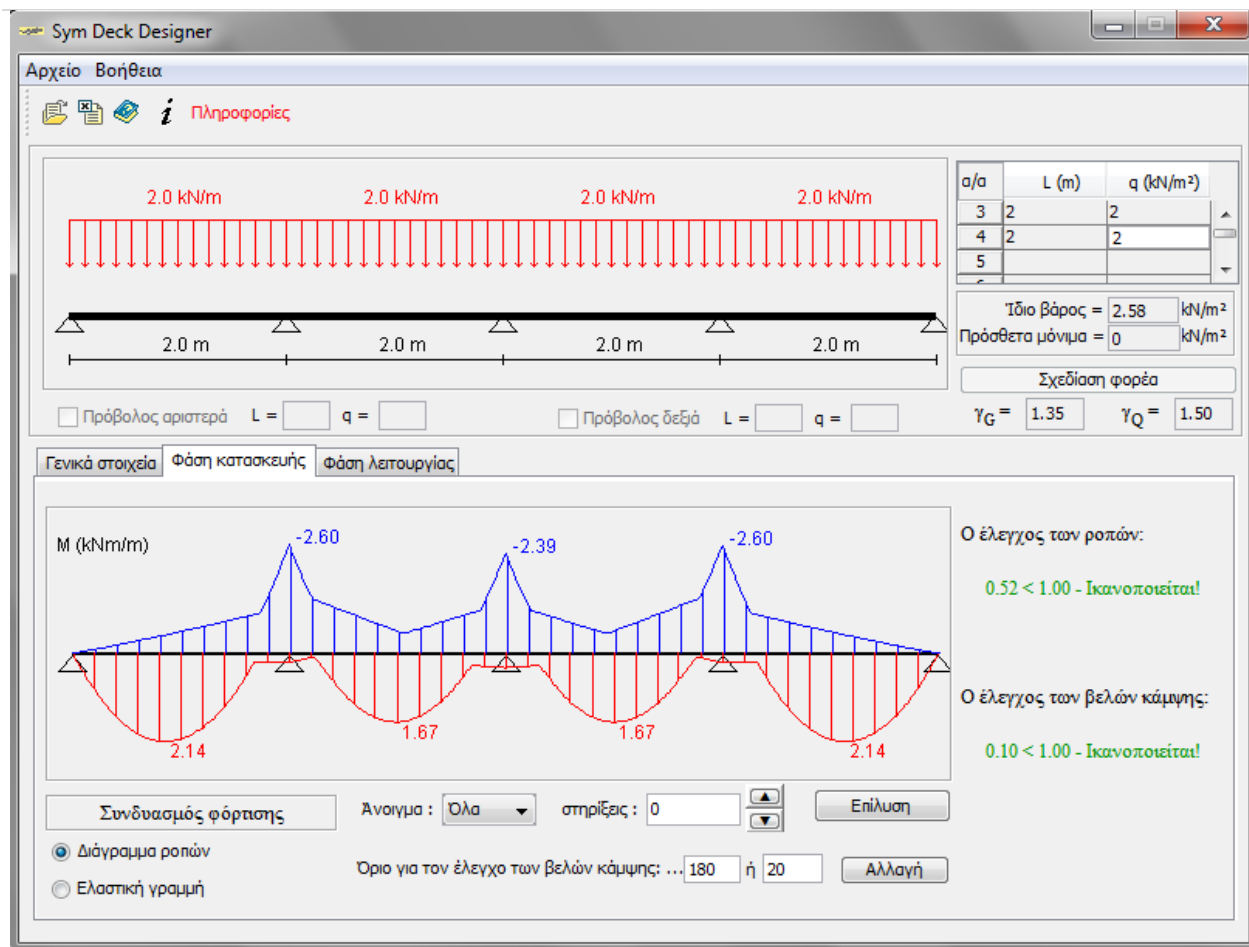 Sym Deck Designer
Αρχείο Βοήθεια
i Πληροφορίες
2.0 kN/m 2.0 kN/m 2.0 kN/m 2.0 kN/m
2.0 m 2.0 m 2.0 m 2.0 m
Πρόβολος αριστερά L = q = Πρόβολος δεξιά L = q =
α/α L (m) q (kN/m²)
3 2 2
4 2 2
5
Ίδιο βάρος = 2.58 kN/m²
Πρόσθετα μόνιμα = 0 kN/m²
Σχεδίαση φορέα
γG = 1.35 γQ = 1.50
Γενικά στοιχεία Φάση κατασκευής Φάση λειτουργίας
M (kNm/m)
-2.60 -2.39 -2.60
2.14 1.67 1.67 2.14
Ο έλεγχος των ροπών:
0.52 < 1.00 - Ικανοποιείται!
Ο έλεγχος των βελών κάμψης:
0.10 < 1.00 - Ικανοποιείται!
Συνδυασμός φόρτισης Άνοιγμα : Όλα στηρίξεις : 0 Επίλυση
Διάγραμμα ροπών
Όριο για τον έλεγχο των βελών κάμψης: ... 180 ή 20 Αλλαγή
Ελαστική γραμμή